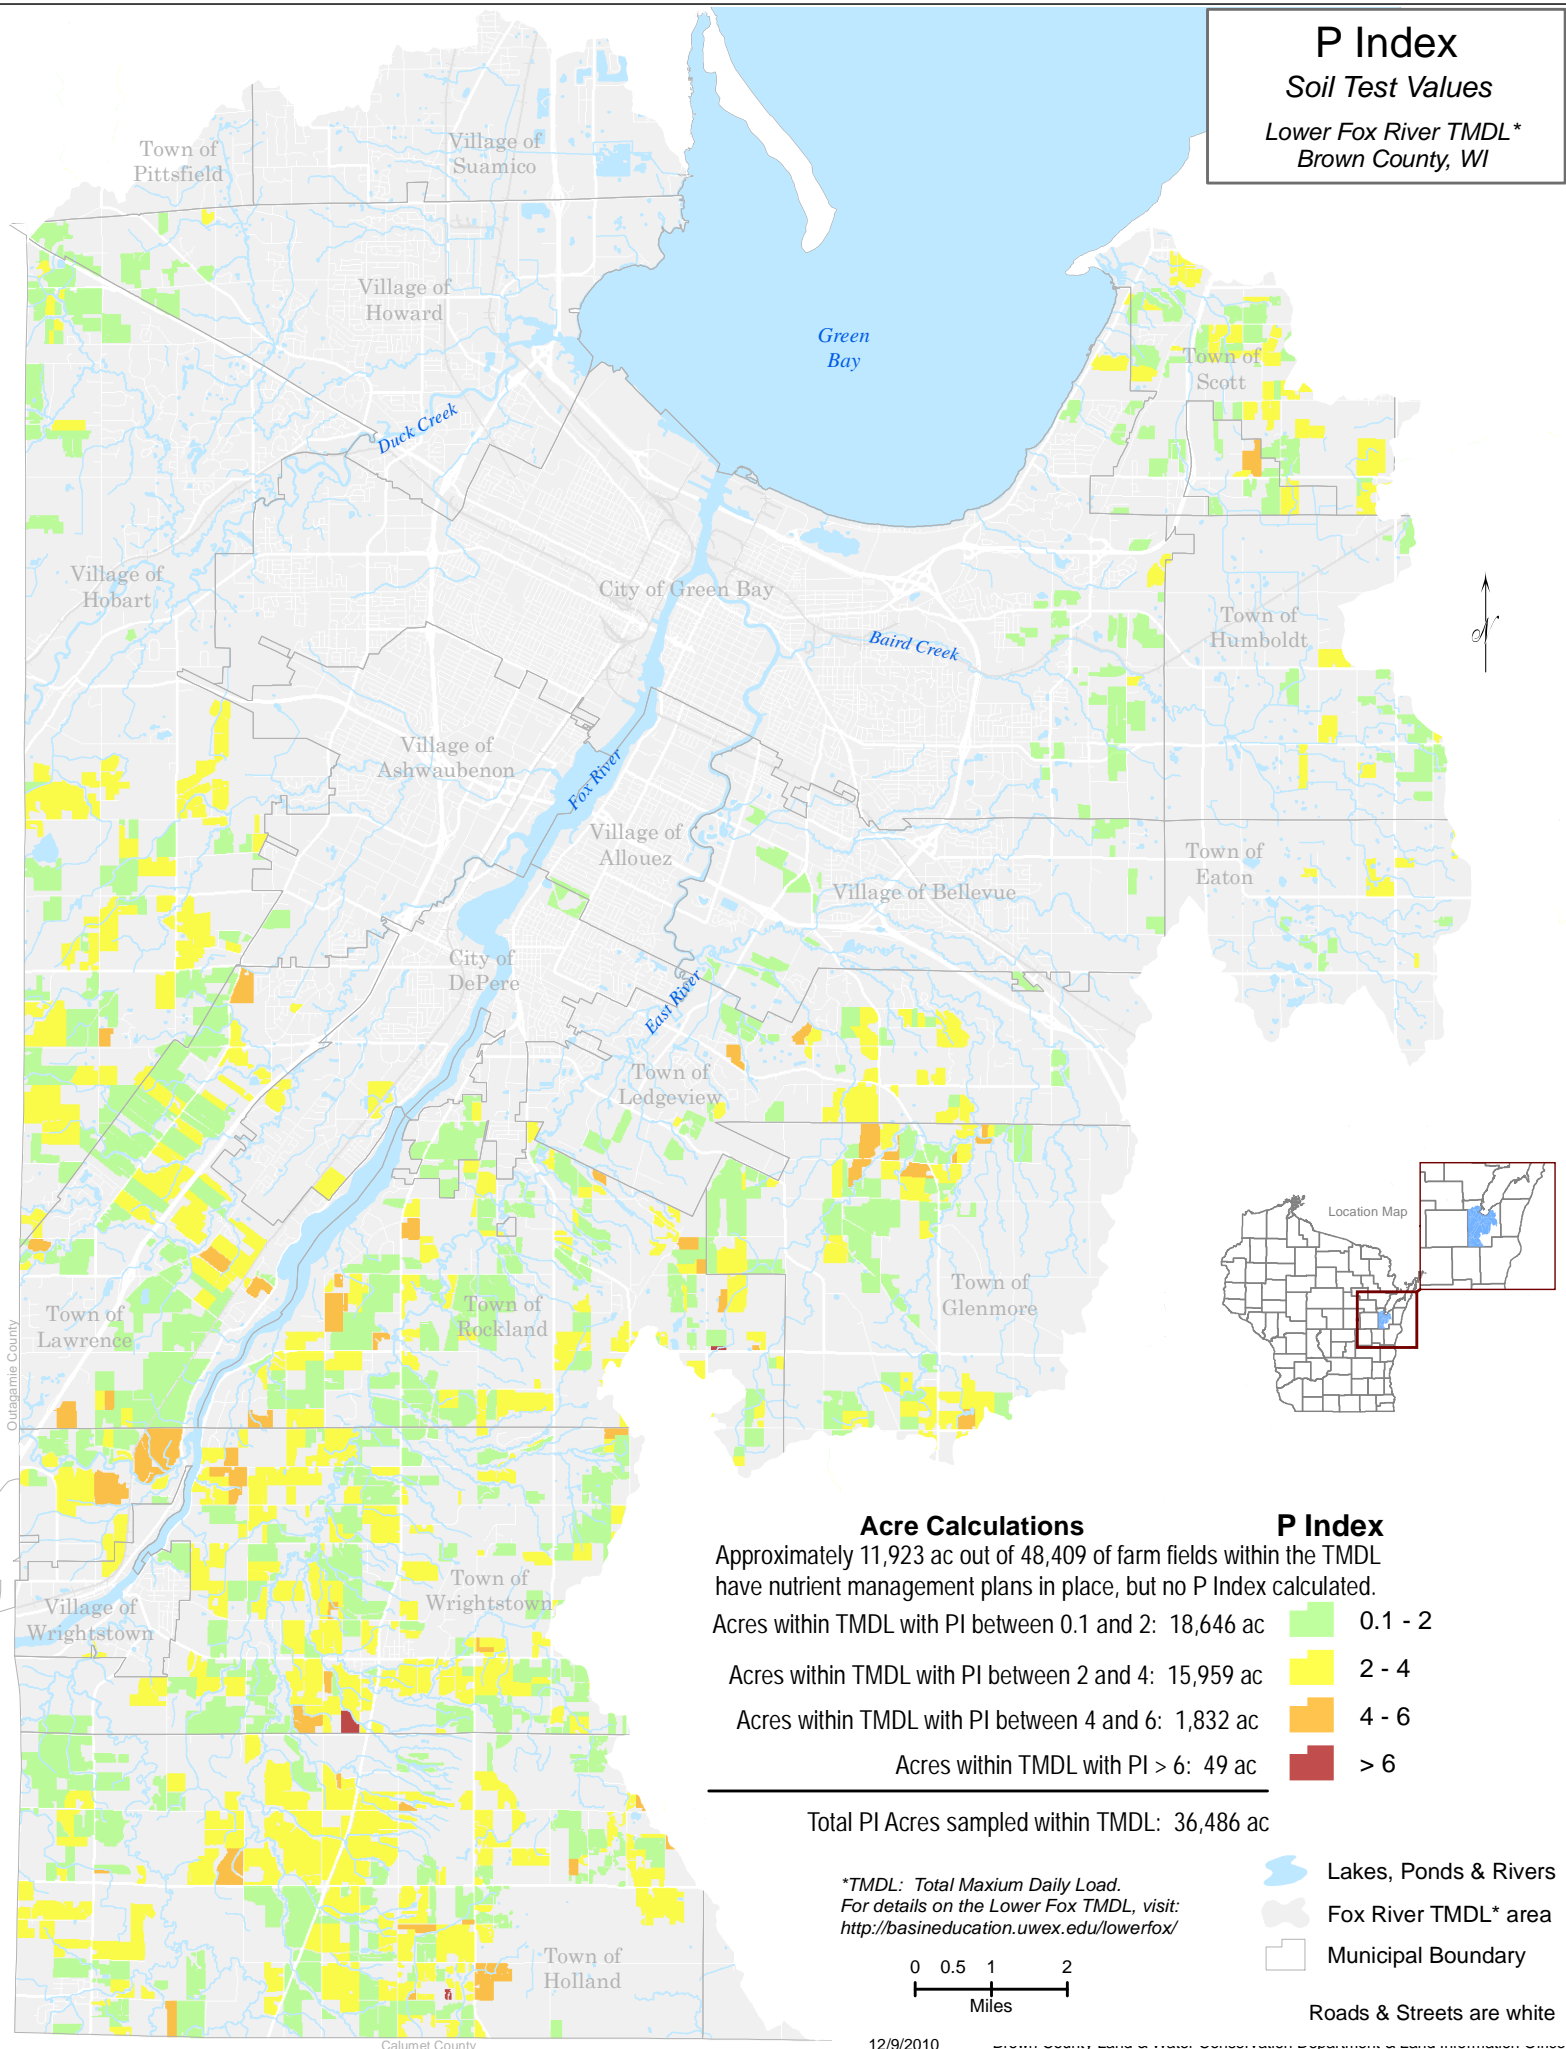 P Index
Soil Test Values
Lower Fox River TMDL*
Brown County, WI
Town of
Pittsfield
Village of
Suamico
Village of
Howard
Green
Bay
Town of
Scott
Duck Creek
Village of
Hobart
City of Green Bay
Baird Creek
Town of
Humboldt
N
Village of
Ashwaubenon
Fox River
Village of
Allouez
Town of
Eaton
Village of Bellevue
City of
DePere
East River
Town of
Ledgeview
Location Map
Town of
Lawrence
Town of
Rockland
Town of
Glenmore
Outagamie County
Town of
Wrightstown
Village of
Wrightstown
Acre Calculations
Approximately 11,923 ac out of 48,409 of farm fields within the TMDL
have nutrient management plans in place, but no P Index calculated.
Acres within TMDL with PI between 0.1 and 2: 18,646 ac
Acres within TMDL with PI between 2 and 4: 15,959 ac
Acres within TMDL with PI between 4 and 6: 1,832 ac
Acres within TMDL with PI > 6: 49 ac
Total PI Acres sampled within TMDL: 36,486 ac
P Index
0.1 - 2
2 - 4
4 - 6
> 6
*TMDL: Total Maxium Daily Load.
For details on the Lower Fox TMDL, visit:
http://basineducation.uwex.edu/lowerfox/
Lakes, Ponds & Rivers
Fox River TMDL* area
Municipal Boundary
Roads & Streets are white
0 0.5 1 2
Miles
Town of
Holland
Calumet County
12/9/2010
Brown County Land & Water Conservation Department & Land Information Office